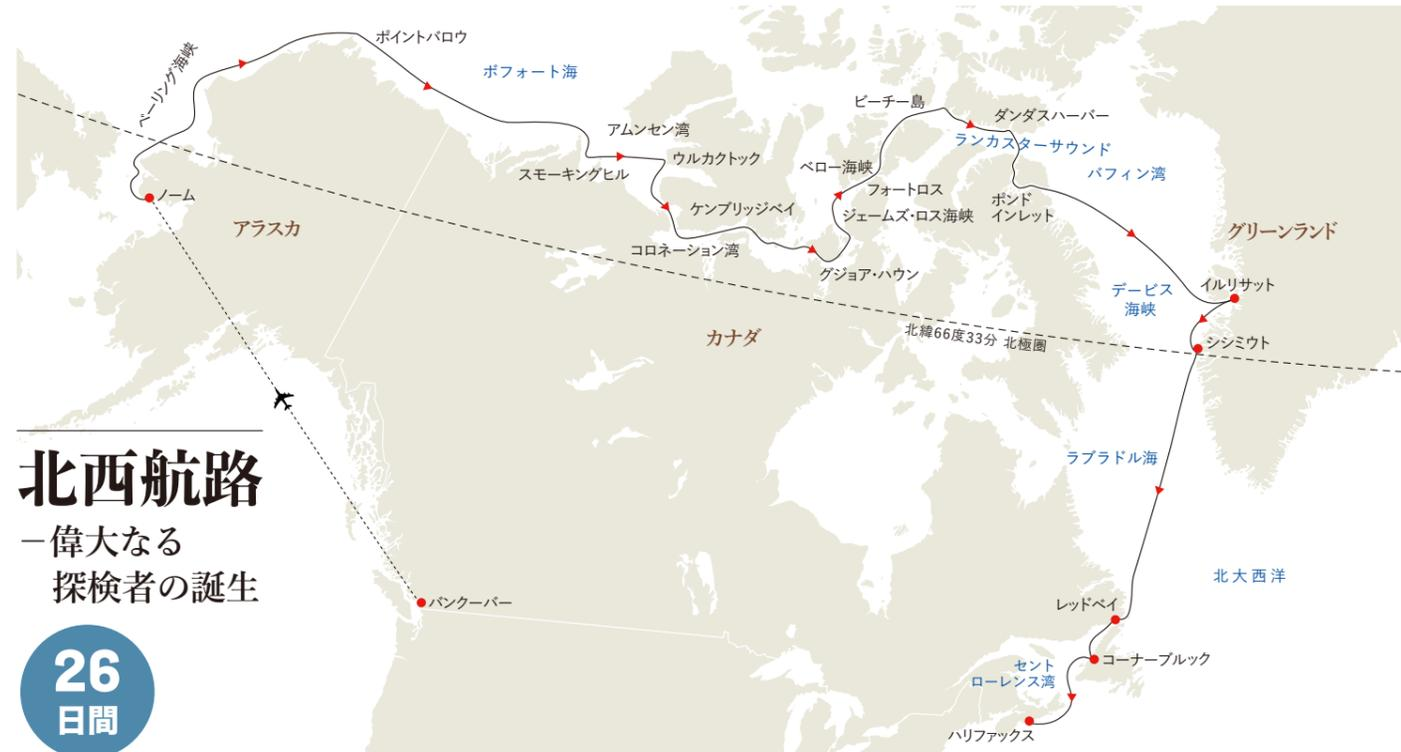 ポイントバロウ
ベーリング海峡
ボフォート海
ビーチー島
ダンダスハーバー
アムンセン湾
ランカスターサウンド
ウルカクトック
ベロー海峡
スモーキングヒル
バフィン湾
フォートロス
ノーム
ポンド
インレット
ケンブリッジベイ
ジェームズ・ロス海峡
アラスカ
グリーンランド
コロネーション湾
グジョア・ハウン
イルリサット
デービス
海峡
北緯66度33分 北極圏
カナダ
シシミウト
北西航路
ラブラドル海
－偉大なる
探検者の誕生
北大西洋
バンクーバー
レッドベイ
コーナーブルック
セント
ローレンス湾
26
日間
ハリファックス